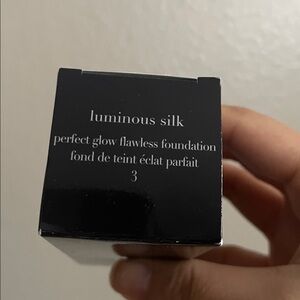 luminous silk
perfect glow flawless foundation
fond de teint éclat parfait
3